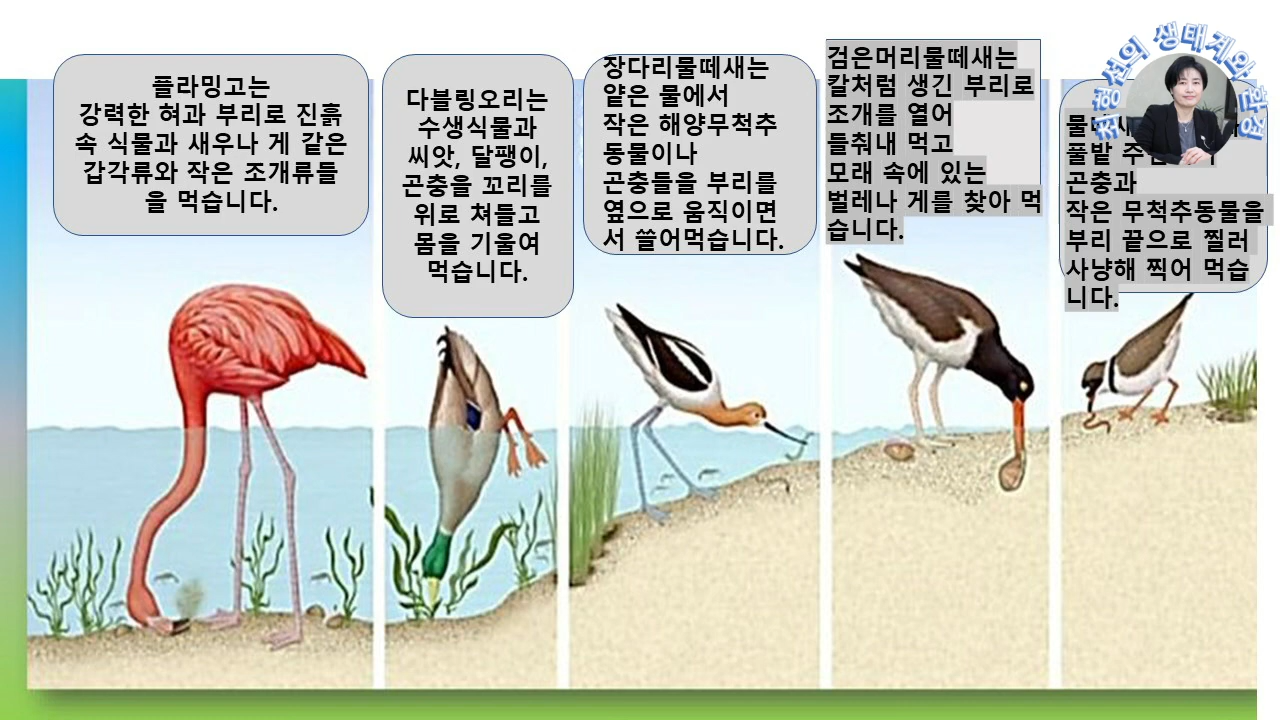 플라밍고는
강력한 혀과 부리로 진흙
속 식물과 새우나 게 같은
갑각류와 작은 조개류들
을 먹습니다.
다블링오리는
수생식물과
씨앗, 달팽이,
곤충을 꼬리를
위로 쳐들고
몸을 기울여
먹습니다.
장다리물떼새는
얕은 물에서
작은 해양무척추
동물이나
곤충들을 부리를
옆으로 움직이면
서 쓸어먹습니다.
검은머리물떼새는
칼처럼 생긴 부리로
조개를 열어
들춰내 먹고
모래 속에 있는
벌레나 게를 찾아 먹
습니다.
풀밭
곤충과
작은 무척추동물을
부리 끝으로 찔러
사냥해 찍어 먹습
니다.
생태계와 환경